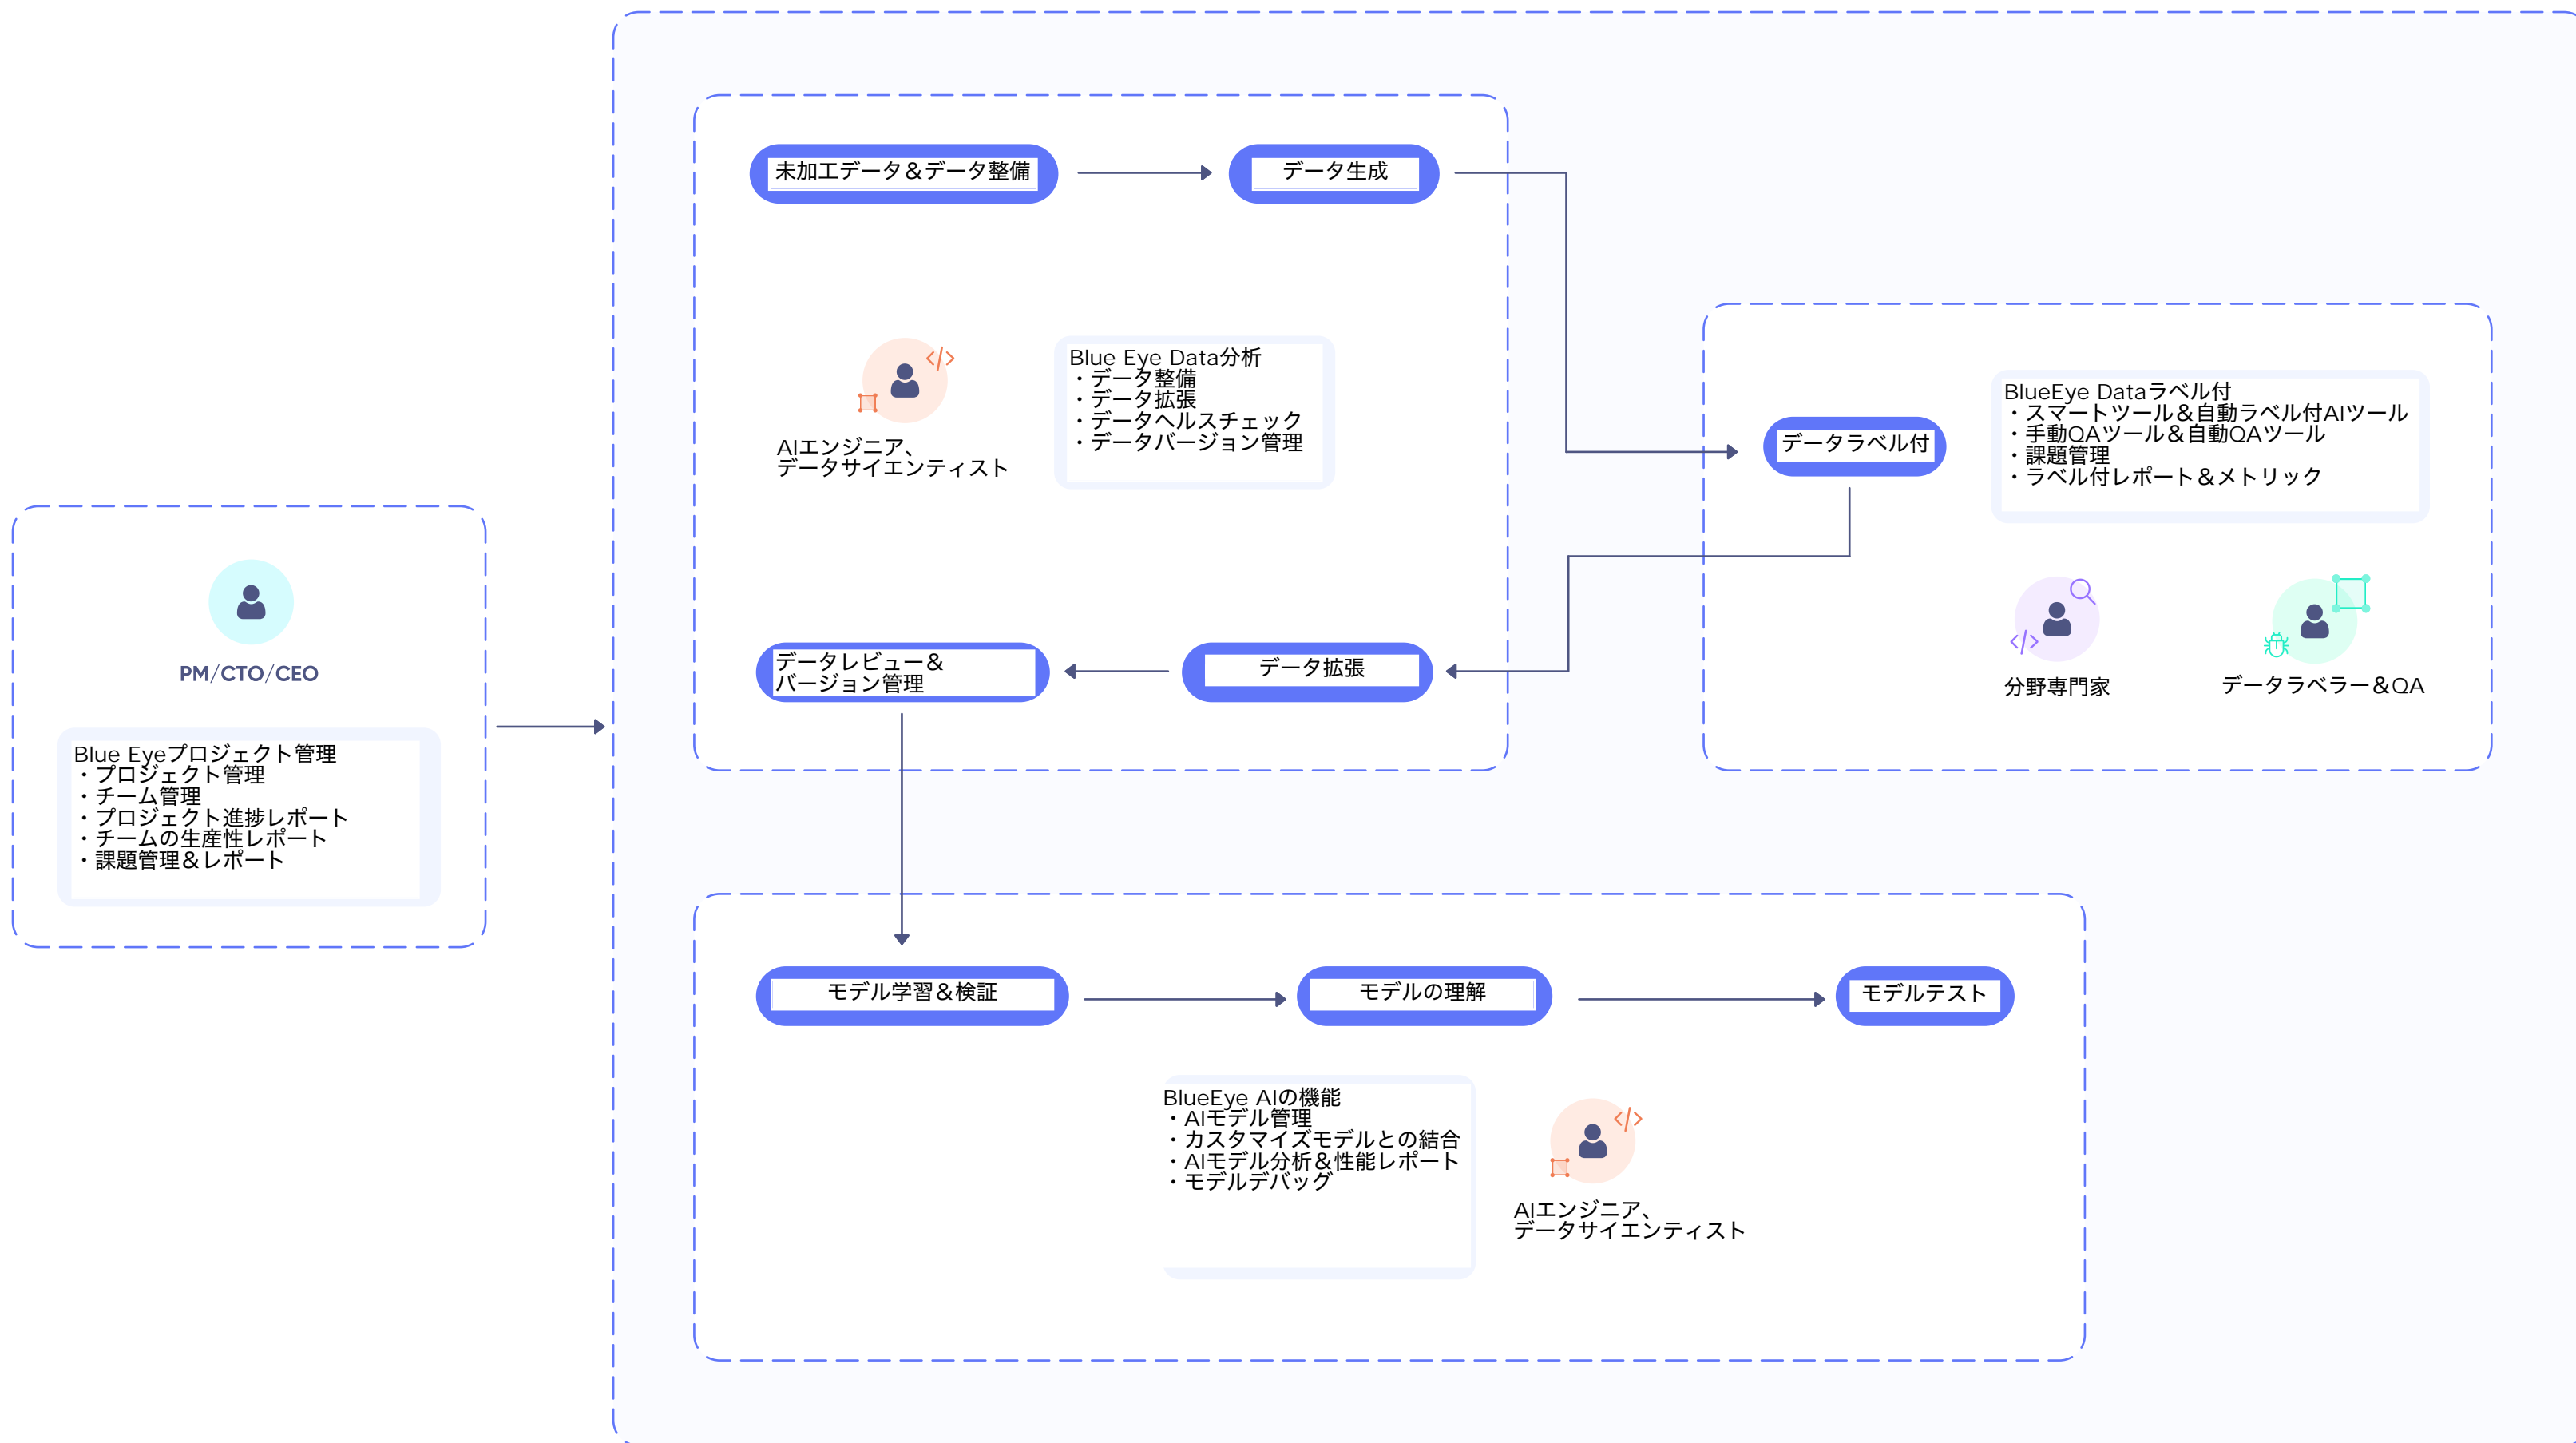 PM/CTO/CEO
Blue Eyeプロジェクト管理
・プロジェクト管理
・チーム管理
・プロジェクト進捗レポート
・チームの生産性レポート
・課題管理＆レポート
未加工データ＆データ整備
データ生成
AIエンジニア、
データサイエンティスト
Blue Eye Data分析
・データ整備
・データ拡張
・データヘルスチェック
・データバージョン管理
データラベル付
BlueEye Dataラベル付
・スマートツール＆自動ラベル付AIツール
・手動QAツール＆自動QAツール
・課題管理
・ラベル付レポート＆メトリック
分野専門家
データラベラー＆QA
データ拡張
データレビュー＆
バージョン管理
モデル学習＆検証
モデルの理解
モデルテスト
BlueEye AIの機能
・AIモデル管理
・カスタマイズモデルとの結合
・AIモデル分析＆性能レポート
・モデルデバッグ
AIエンジニア、
データサイエンティスト